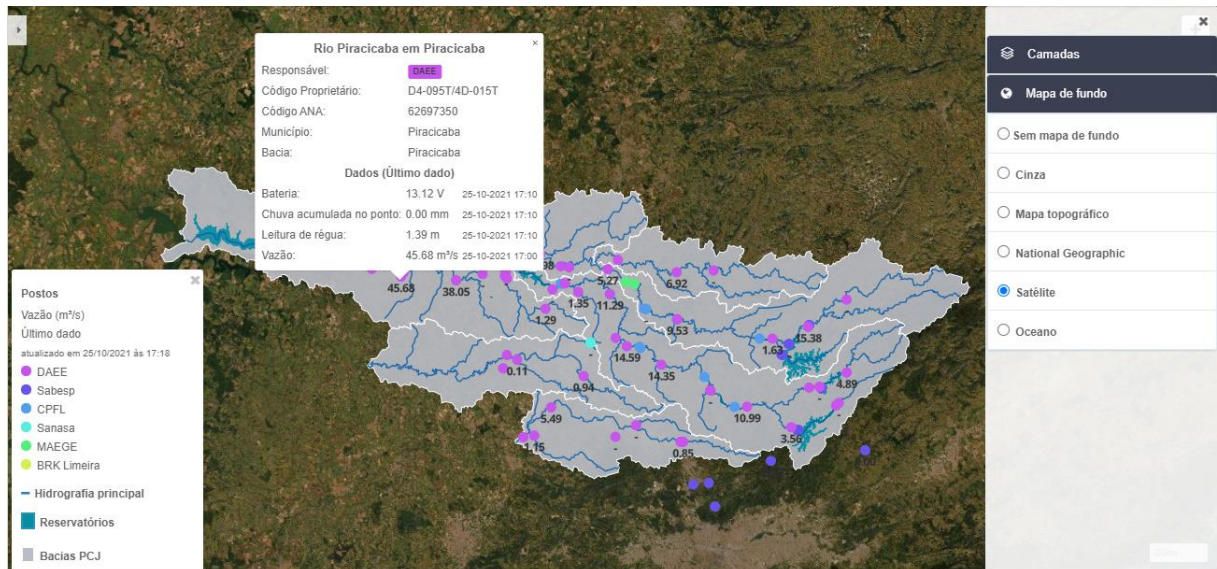 Rio Piracicaba em Piracicaba ×
Responsável: DAEE
Código Proprietário: D4-095T/4D-015T
Código ANA: 62697350
Município: Piracicaba
Bacia: Piracicaba
Dados (Último dado)
Bateria: 13.12 V 25-10-2021 17:10
Chuva acumulada no ponto: 0.00 mm 25-10-2021 17:10
Leitura de régua: 1.39 m 25-10-2021 17:10
Vazão: 45.68 m³/s 25-10-2021 17:00
Camadas
Mapa de fundo
Sem mapa de fundo
Cinza
Mapa topográfico
National Geographic
Satélite
Oceano
Postos
Vazão (m³/s)
Último dado
atualizado em 25/10/2021 às 17:18
DAEE
Sabesp
CPFL
Sanasa
MAEGE
BRK Limeira
Hidrografia principal
Reservatórios
Bacias PCJ
45.68
38.05
5.27
6.92
1.35
11.29
1.29
9.53
15.38
1.63
14.59
14.35
0.11
0.94
4.89
5.49
10.99
3.56
1.15
0.85